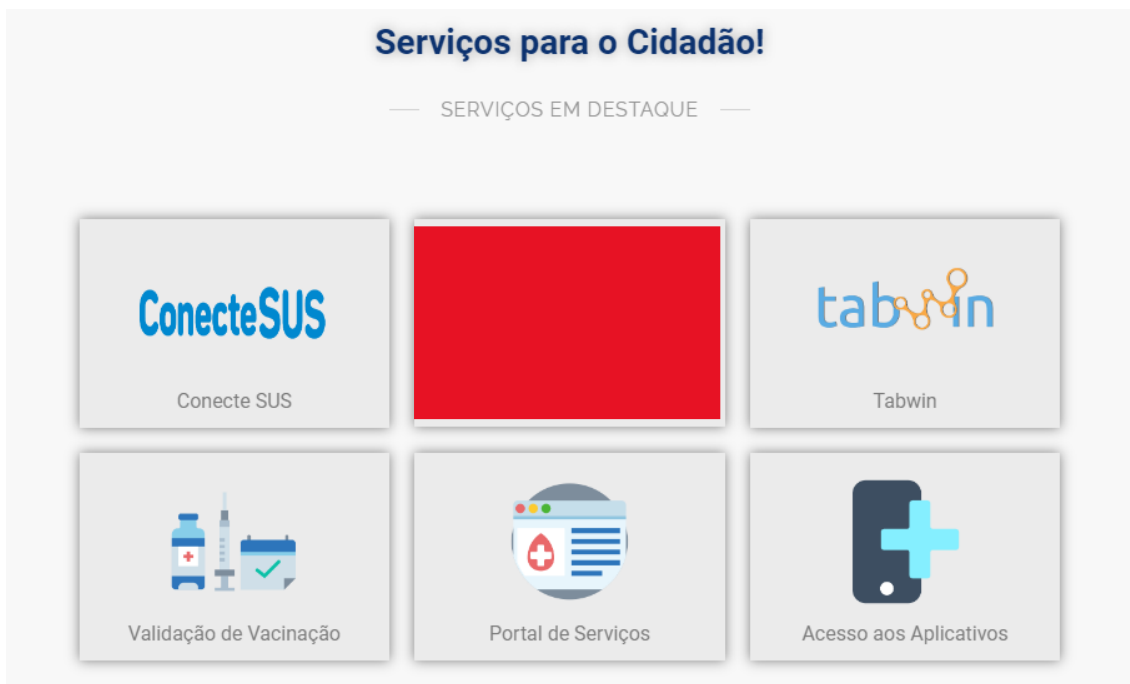 Serviços para o Cidadão!
SERVIÇOS EM DESTAQUE
ConecteSUS
tabwin
Conecte SUS
Tabwin
Validação de Vacinação
Portal de Serviços
Acesso aos Aplicativos